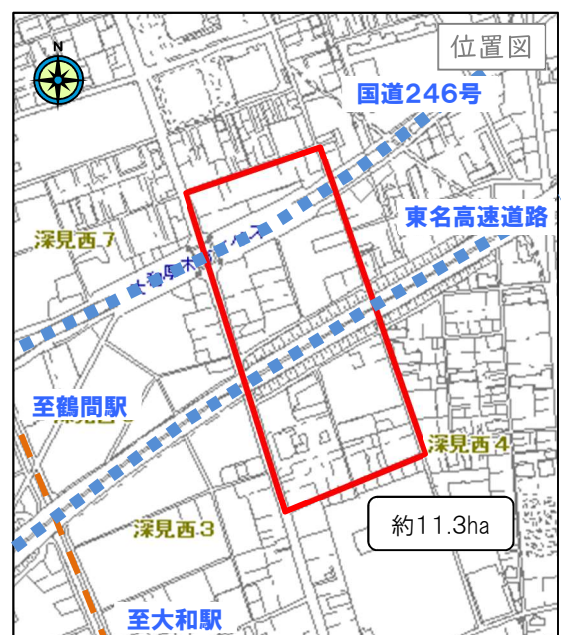 位置図
N
国道246号
東名高速道路
深見西7
至鶴間駅
深見西4
約11.3ha
深見西3
至大和駅